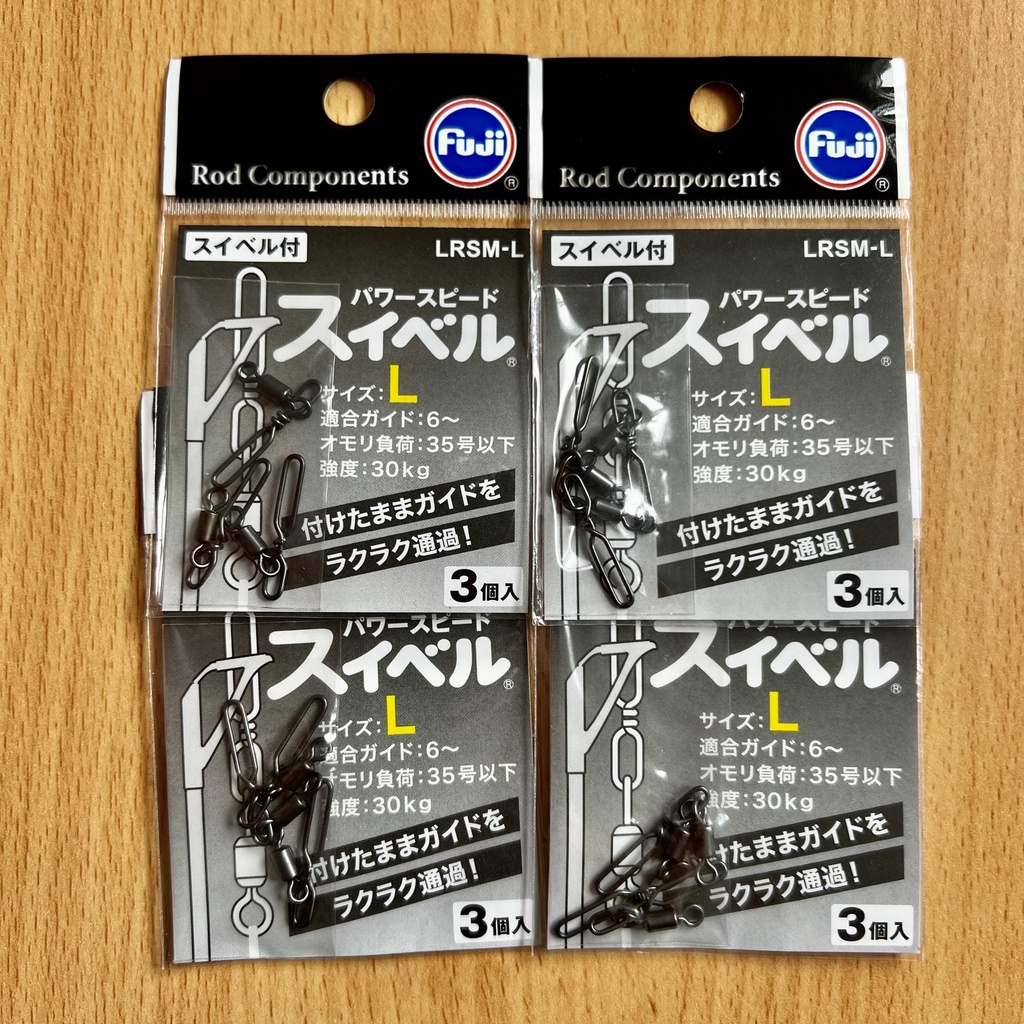 Fuji
Rod Components
®
スイベル付
LRSM-L
パワースピード
スイベル®
サイズ:L
適合ガイド:6〜
オモリ負荷:35号以下
強度:30kg
付けたままガイドを
ラクラク通過!
3個入
Fuji
Rod Components
®
スイベル付
LRSM-L
パワースピード
スイベル®
サイズ:L
適合ガイド:6〜
オモリ負荷:35号以下
強度:30kg
付けたままガイドを
ラクラク通過!
3個入
パワースピード
スイベル®
サイズ:L
適合ガイド:6〜
オモリ負荷:35号以下
強度:30kg
付けたままガイドを
ラクラク通過!
3個入
パワースピード
スイベル®
サイズ:L
適合ガイド:6〜
オモリ負荷:35号以下
強度:30kg
付けたままガイドを
ラクラク通過!
3個入